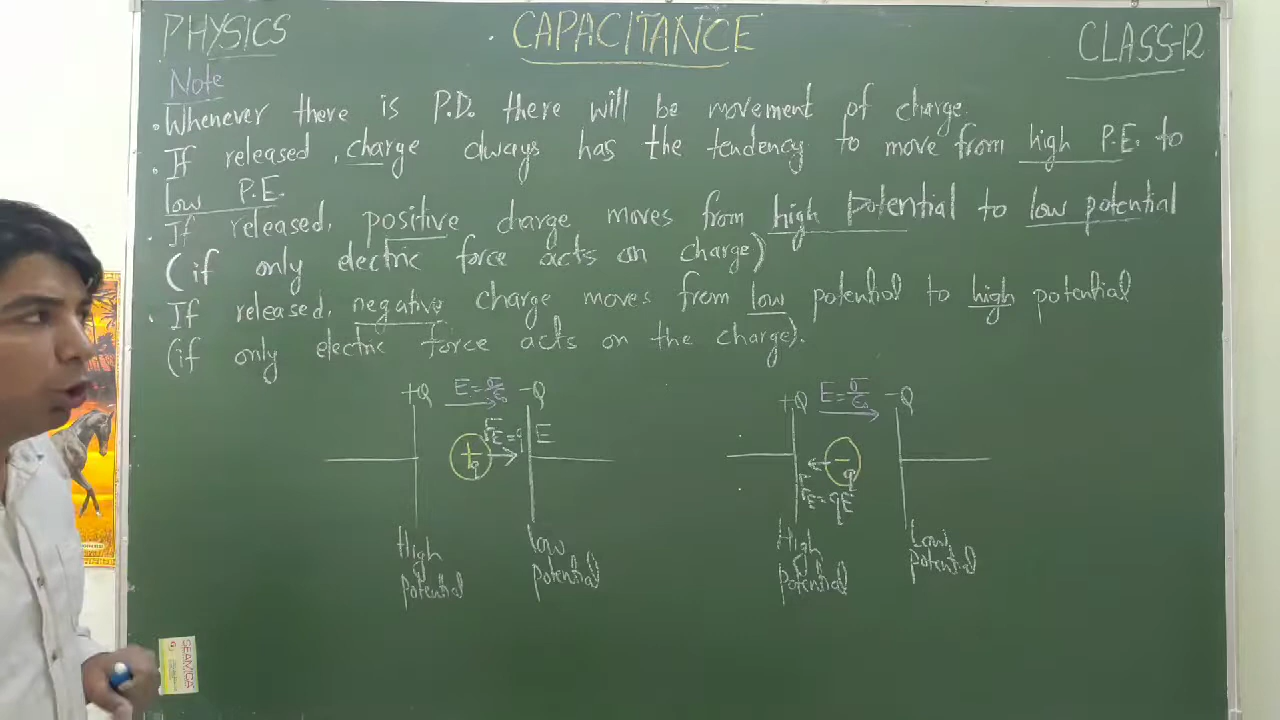 PHYSICS
CAPACITANCE
CLASS-12
Note
• Whenever there is P.D. there will be movement of charge.
• If released, charge always has the tendency to move from high P.E. to
low P.E.
• If released, positive charge moves from high potential to low potential
(if only electric force acts on charge)
• If released, negative charge moves from low potential to high potential
(if only electric force acts on the charge).
+Q E = σ/ε₀ -Q
F_E = qE
+
q
High potential
Low potential
+Q E = σ/ε₀ -Q
-
q
F_E = qE
High potential
Low potential